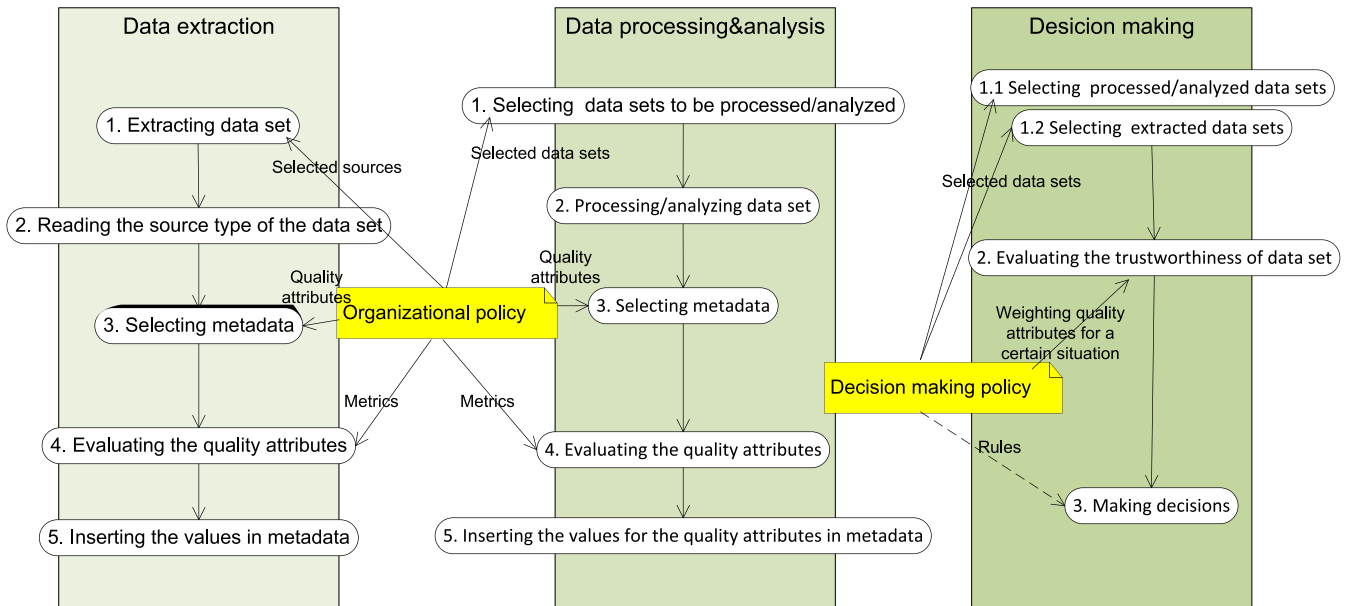 Data extraction
1. Extracting data set
Selected sources
2. Reading the source type of the data set
Quality
attributes
3. Selecting metadata
Organizational policy
Metrics
4. Evaluating the quality attributes
5. Inserting the values in metadata
Data processing&analysis
1. Selecting data sets to be processed/analyzed
Selected data sets
2. Processing/analyzing data set
Quality
attributes
3. Selecting metadata
Metrics
4. Evaluating the quality attributes
5. Inserting the values for the quality attributes in metadata
Desicion making
1.1 Selecting processed/analyzed data sets
1.2 Selecting extracted data sets
Selected data sets
2. Evaluating the trustworthiness of data set
Weighting quality
attributes for a
certain situation
Decision making policy
Rules
3. Making decisions